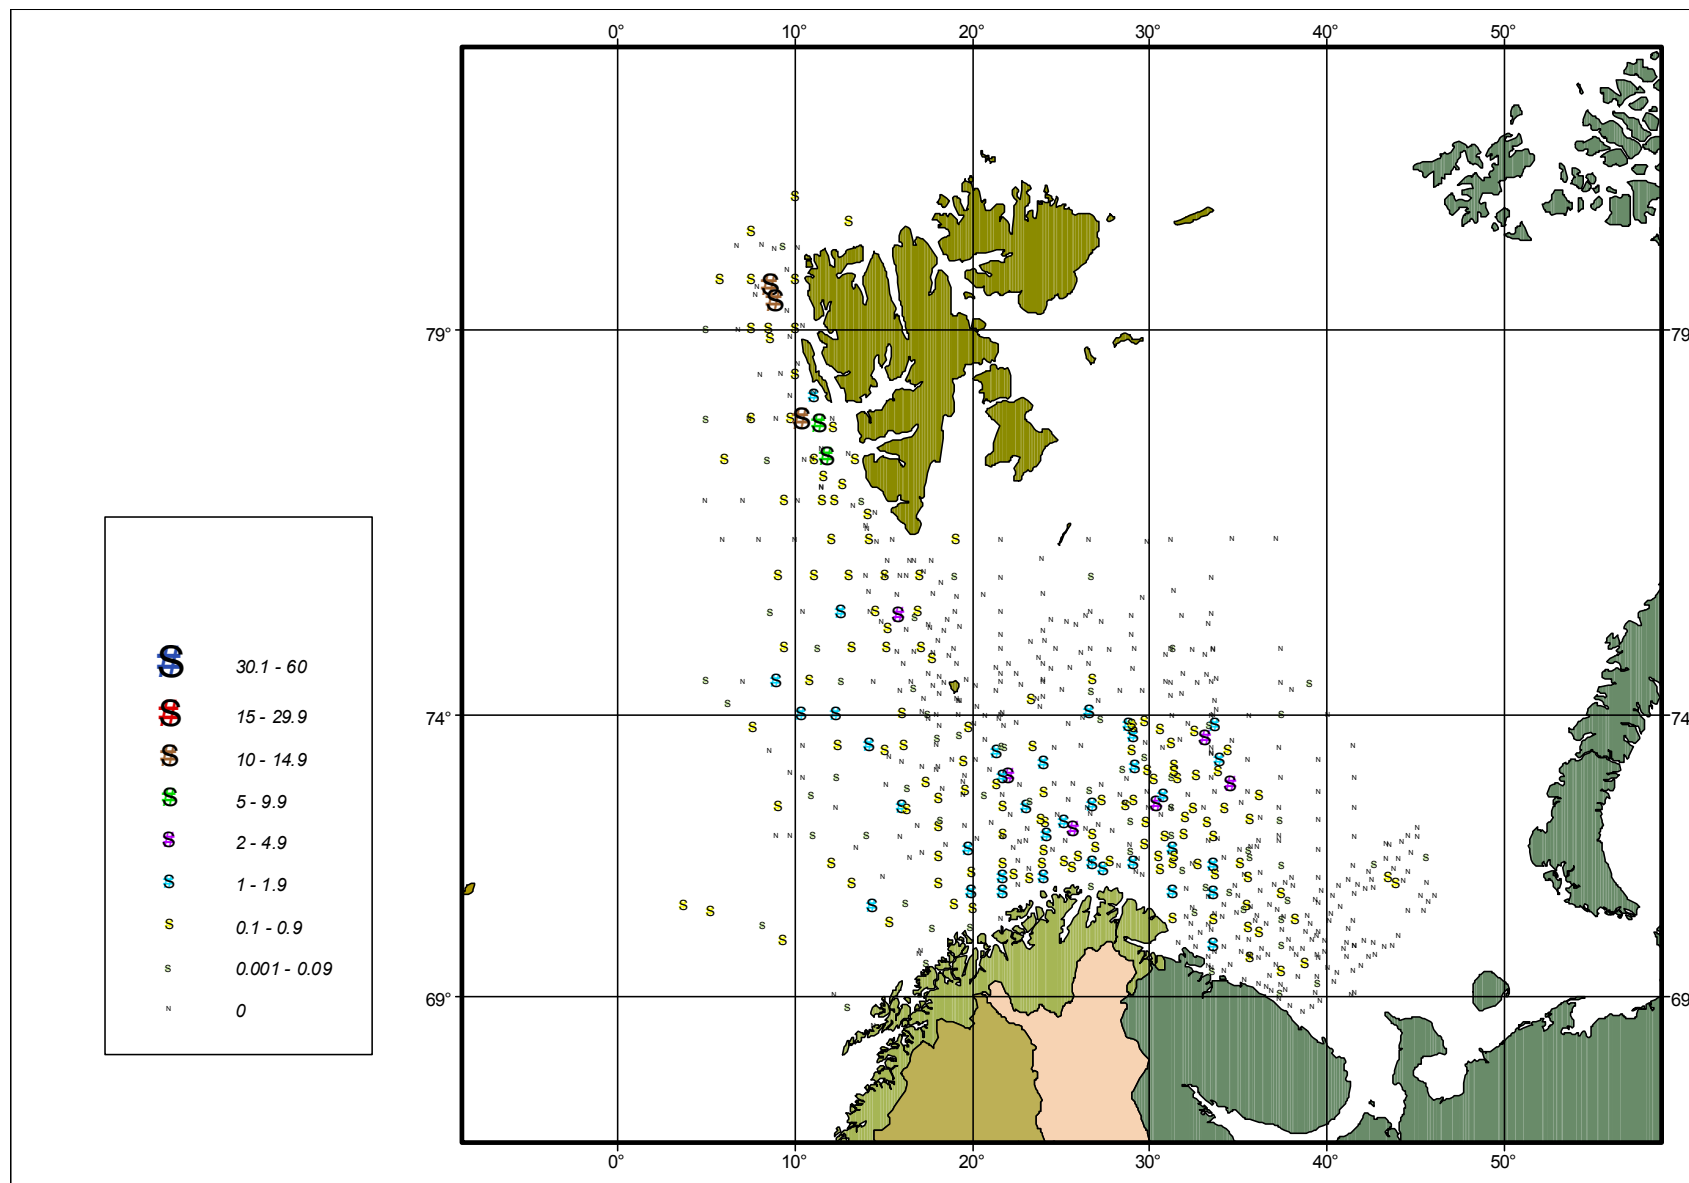 0° 10° 20° 30° 40° 50°
79° 79
74° 74
69° 69
S 30.1 - 60
S 15 - 29.9
S 10 - 14.9
S 5 - 9.9
S 2 - 4.9
S 1 - 1.9
S 0.1 - 0.9
S 0.001 - 0.09
N 0
0° 10° 20° 30° 40° 50°